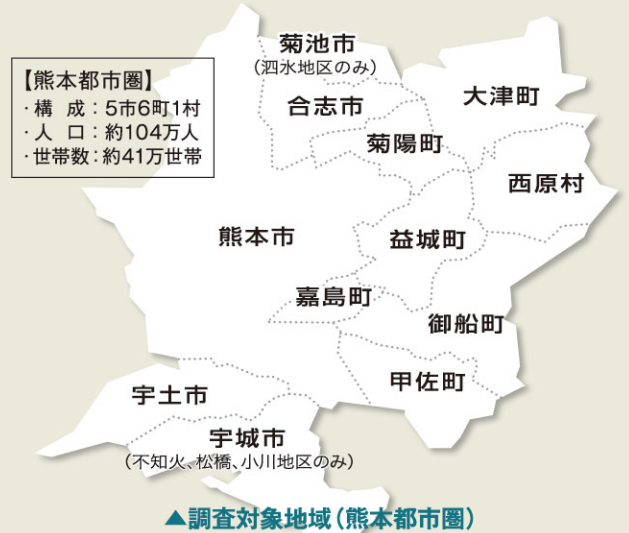 菊池市
（泗水地区のみ）
【熊本都市圏】
・構成：5市6町1村
・人口：約104万人
・世帯数：約41万世帯
合志市
大津町
菊陽町
西原村
熊本市
益城町
嘉島町
御船町
甲佐町
宇土市
宇城市
（不知火、松橋、小川地区のみ）
▲調査対象地域（熊本都市圏）